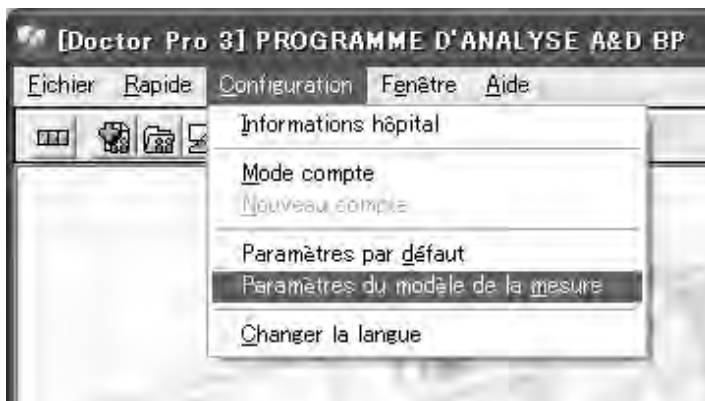 [Doctor Pro 3] PROGRAMME D'ANALYSE A&D BP
Fichier Rapide Configuration Fenêtre Aide
Informations hôpital
Mode compte
Nouveau compte
Paramètres par défaut
Paramètres du modèle de la mesure
Changer la langue